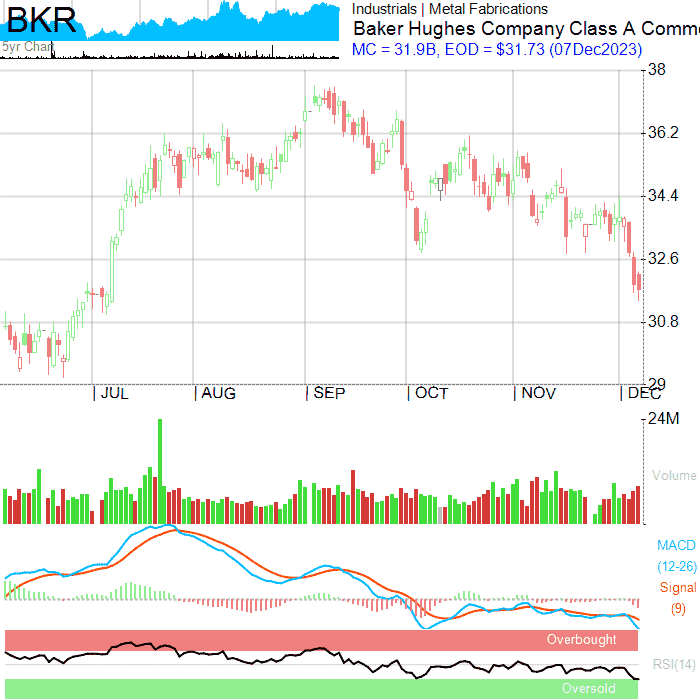 BKR
5yr Chart
Industrials | Metal Fabrications
Baker Hughes Company Class A Comm
MC = 31.9B, EOD = $31.73 (07Dec2023)
38
36.2
34.4
32.6
30.8
29
JUL AUG SEP OCT NOV DEC
24M
Volume
MACD
(12-26)
Signal
(9)
Overbought
RSI(14)
Oversold